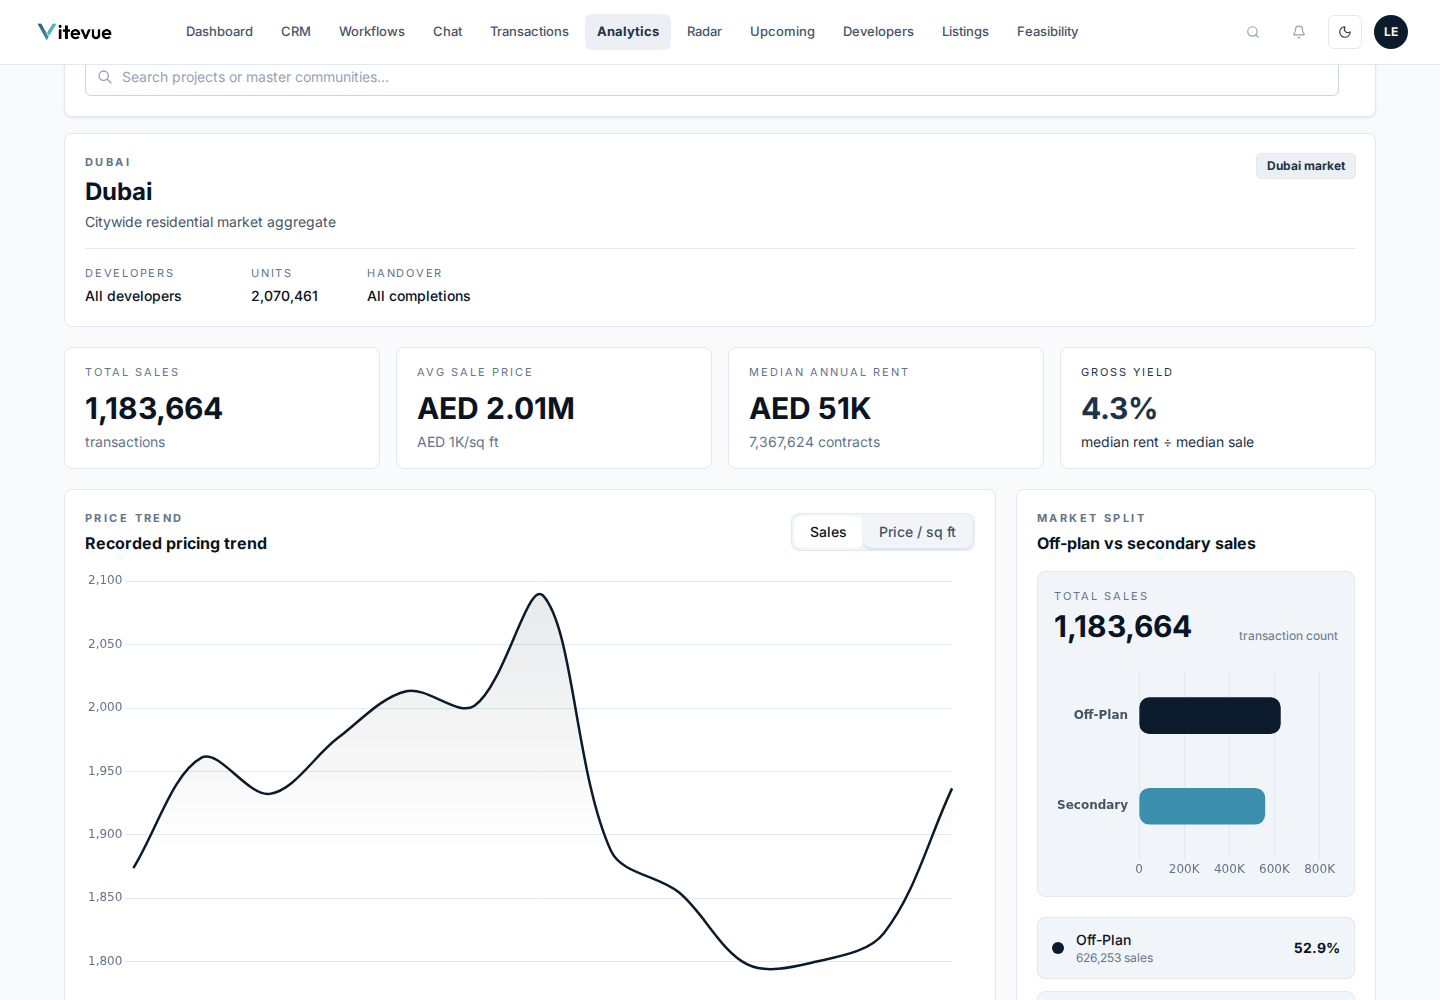 Vitevue
Dashboard CRM Workflows Chat Transactions Analytics Radar Upcoming Developers Listings Feasibility
LE
Search projects or master communities...
DUBAI
Dubai market
Dubai
Citywide residential market aggregate
DEVELOPERS UNITS HANDOVER
All developers 2,070,461 All completions
TOTAL SALES
1,183,664
transactions
AVG SALE PRICE
AED 2.01M
AED 1K/sq ft
MEDIAN ANNUAL RENT
AED 51K
7,367,624 contracts
GROSS YIELD
4.3%
median rent ÷ median sale
PRICE TREND
Recorded pricing trend
Sales Price / sq ft
2,100
2,050
2,000
1,950
1,900
1,850
1,800
MARKET SPLIT
Off-plan vs secondary sales
TOTAL SALES
1,183,664 transaction count
Off-Plan
Secondary
0 200K 400K 600K 800K
Off-Plan
626,253 sales
52.9%